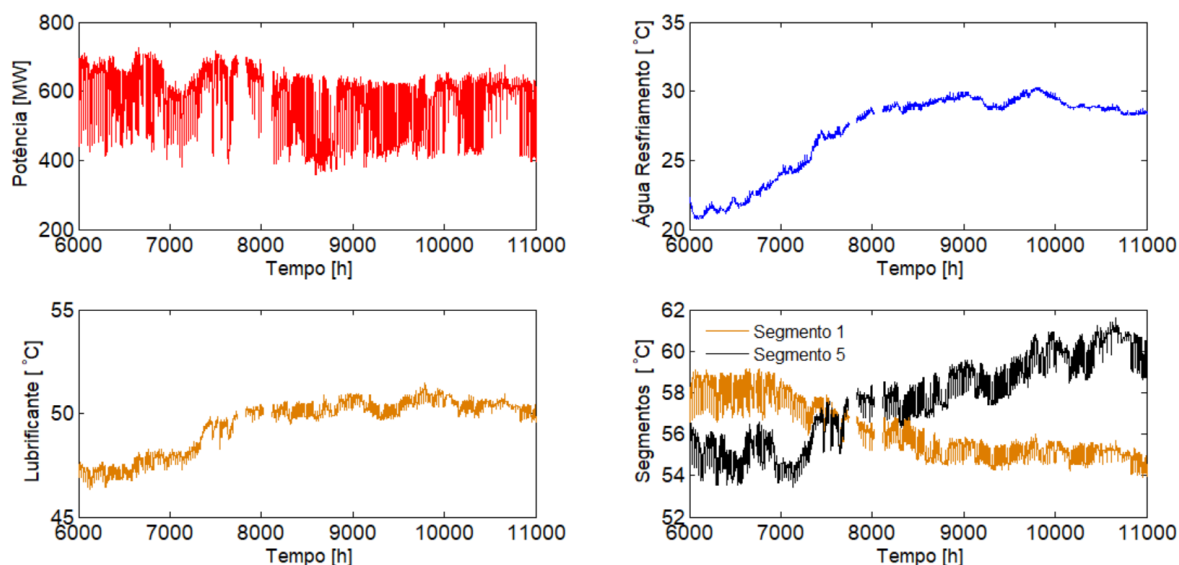 Potência [MW]
800
600
400
200
6000 7000 8000 9000 10000 11000
Tempo [h]
Água Resfriamento [ °C]
35
30
25
20
6000 7000 8000 9000 10000 11000
Tempo [h]
Lubrificante [ °C]
55
50
45
6000 7000 8000 9000 10000 11000
Tempo [h]
Segmentos [ °C]
62
60
58
56
54
52
Segmento 1
Segmento 5
6000 7000 8000 9000 10000 11000
Tempo [h]